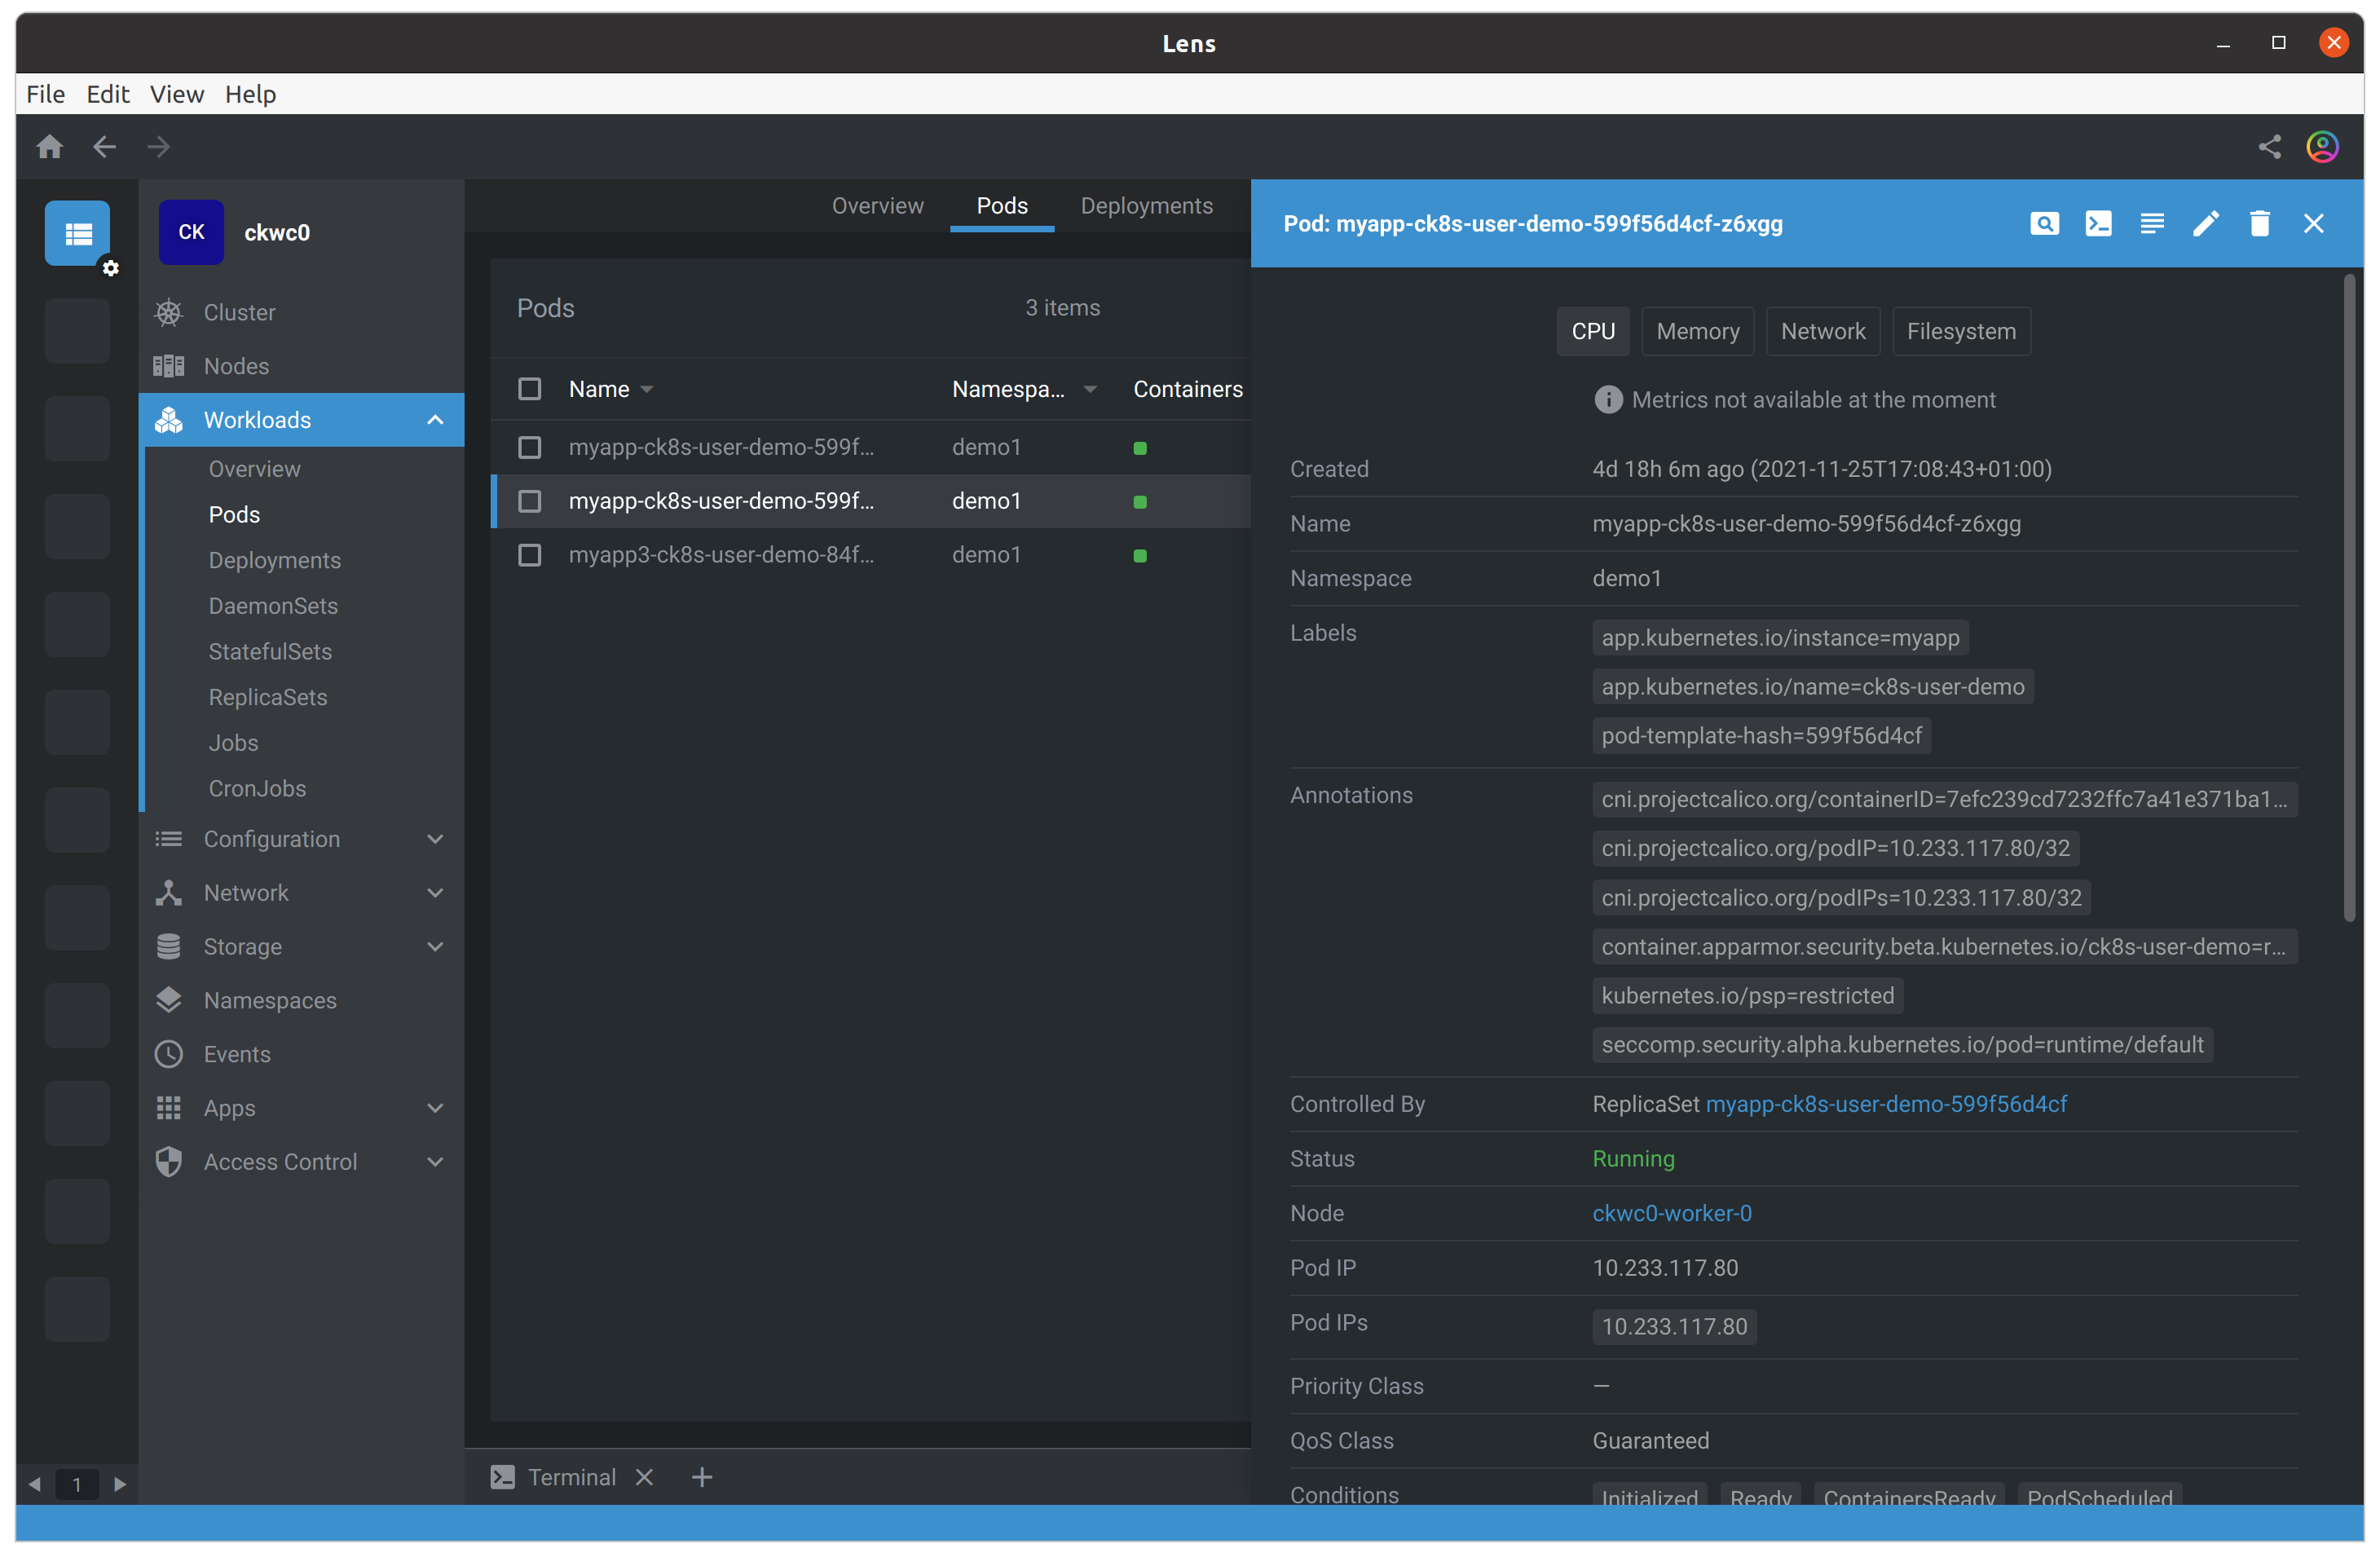 Lens
File Edit View Help
CK ckwc0
Cluster
Nodes
Workloads
Overview
Pods
Deployments
DaemonSets
StatefulSets
ReplicaSets
Jobs
CronJobs
Configuration
Network
Storage
Namespaces
Events
Apps
Access Control
1
Overview Pods Deployments
Pods 3 items
Name Namespa... Containers
myapp-ck8s-user-demo-599f... demo1
myapp-ck8s-user-demo-599f... demo1
myapp3-ck8s-user-demo-84f... demo1
Terminal
Pod: myapp-ck8s-user-demo-599f56d4cf-z6xgg
CPU Memory Network Filesystem
Metrics not available at the moment
Created 4d 18h 6m ago (2021-11-25T17:08:43+01:00)
Name myapp-ck8s-user-demo-599f56d4cf-z6xgg
Namespace demo1
Labels app.kubernetes.io/instance=myapp
app.kubernetes.io/name=ck8s-user-demo
pod-template-hash=599f56d4cf
Annotations cni.projectcalico.org/containerID=7efc239cd7232ffc7a41e371ba1...
cni.projectcalico.org/podIP=10.233.117.80/32
cni.projectcalico.org/podIPs=10.233.117.80/32
container.apparmor.security.beta.kubernetes.io/ck8s-user-demo=r...
kubernetes.io/psp=restricted
seccomp.security.alpha.kubernetes.io/pod=runtime/default
Controlled By ReplicaSet myapp-ck8s-user-demo-599f56d4cf
Status Running
Node ckwc0-worker-0
Pod IP 10.233.117.80
Pod IPs 10.233.117.80
Priority Class —
QoS Class Guaranteed
Conditions Initialized Ready ContainersReady PodScheduled